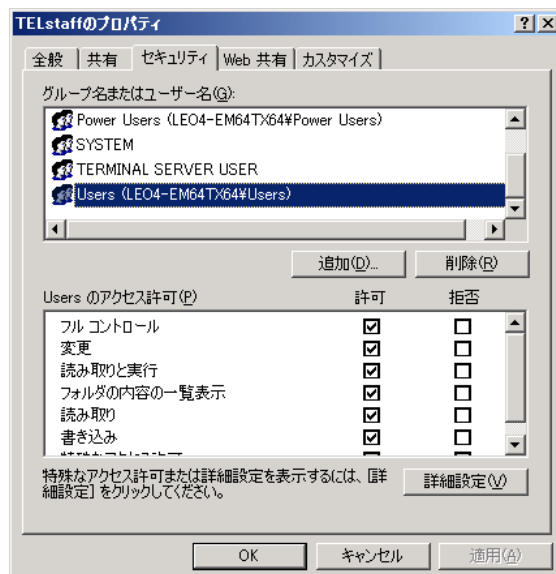 TELstaffのプロパティ
全般 共有 セキュリティ Web 共有 カスタマイズ
グループ名またはユーザー名(G):
Power Users (LEO4-EM64TX64¥Power Users)
SYSTEM
TERMINAL SERVER USER
Users (LEO4-EM64TX64¥Users)
追加(D)... 削除(R)
Users のアクセス許可(P) 許可 拒否
フル コントロール
変更
読み取りと実行
フォルダの内容の一覧表示
読み取り
書き込み
特殊なアクセス許可または詳細設定を表示するには、[詳
細設定] をクリックしてください。
詳細設定(V)
OK キャンセル 適用(A)